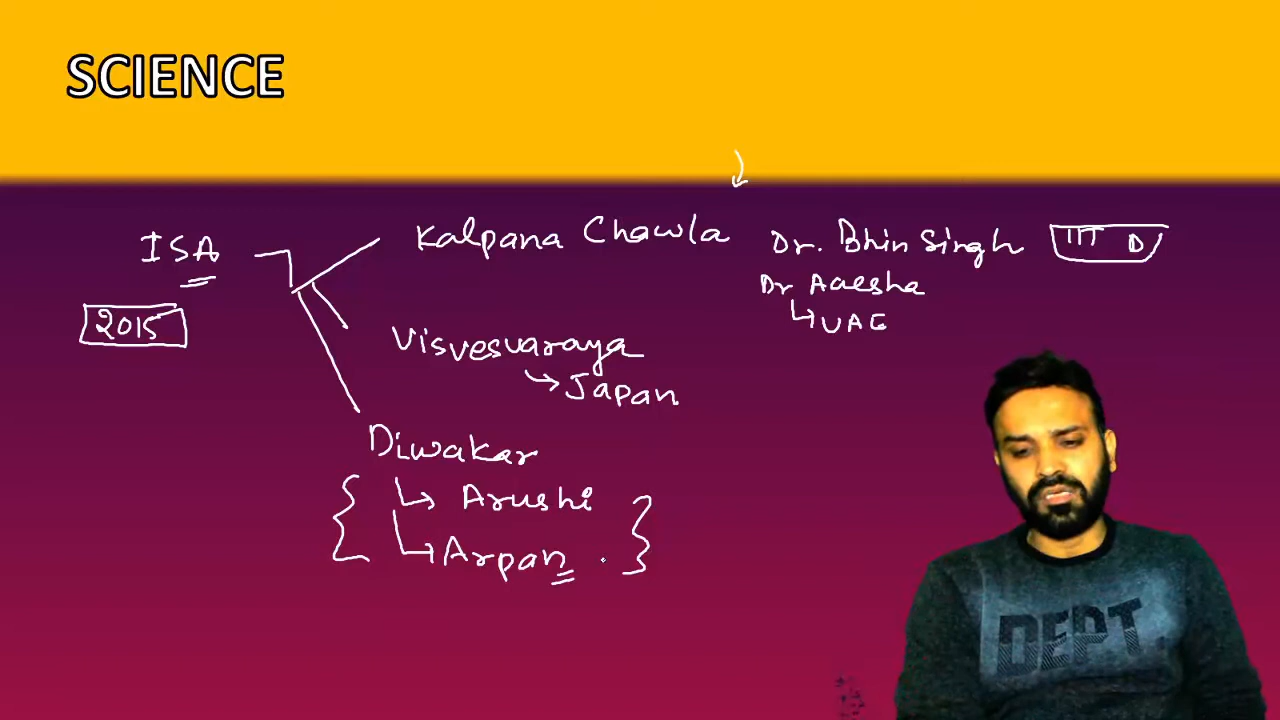 SCIENCE
ISA
2015
Kalpana Chawla
Dr. Bhim Singh IIT D
Dr Aaesha
UAE
Visvesvaraya
Japan
Diwakar
Arushi
Arpan
DEPT.